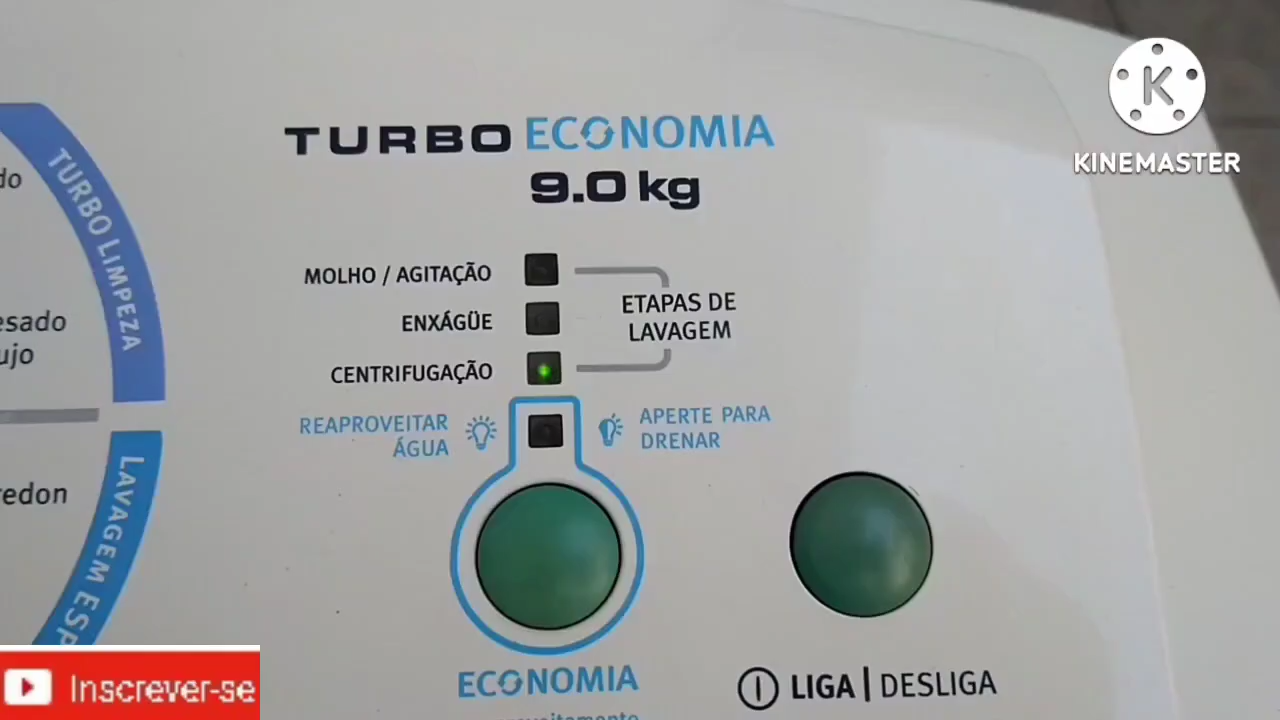 TURBO ECONOMIA
9.0 kg
KINEMASTER
do
TURBO LIMPEZA
MOLHO / AGITAÇÃO
ENXÁGÜE
CENTRIFUGAÇÃO
ETAPAS DE
LAVAGEM
esado
ujo
REAPROVEITAR
ÁGUA
APERTE PARA
DRENAR
redon
LAVAGEM ESP
ECONOMIA
LIGA | DESLIGA
Inscrever-se